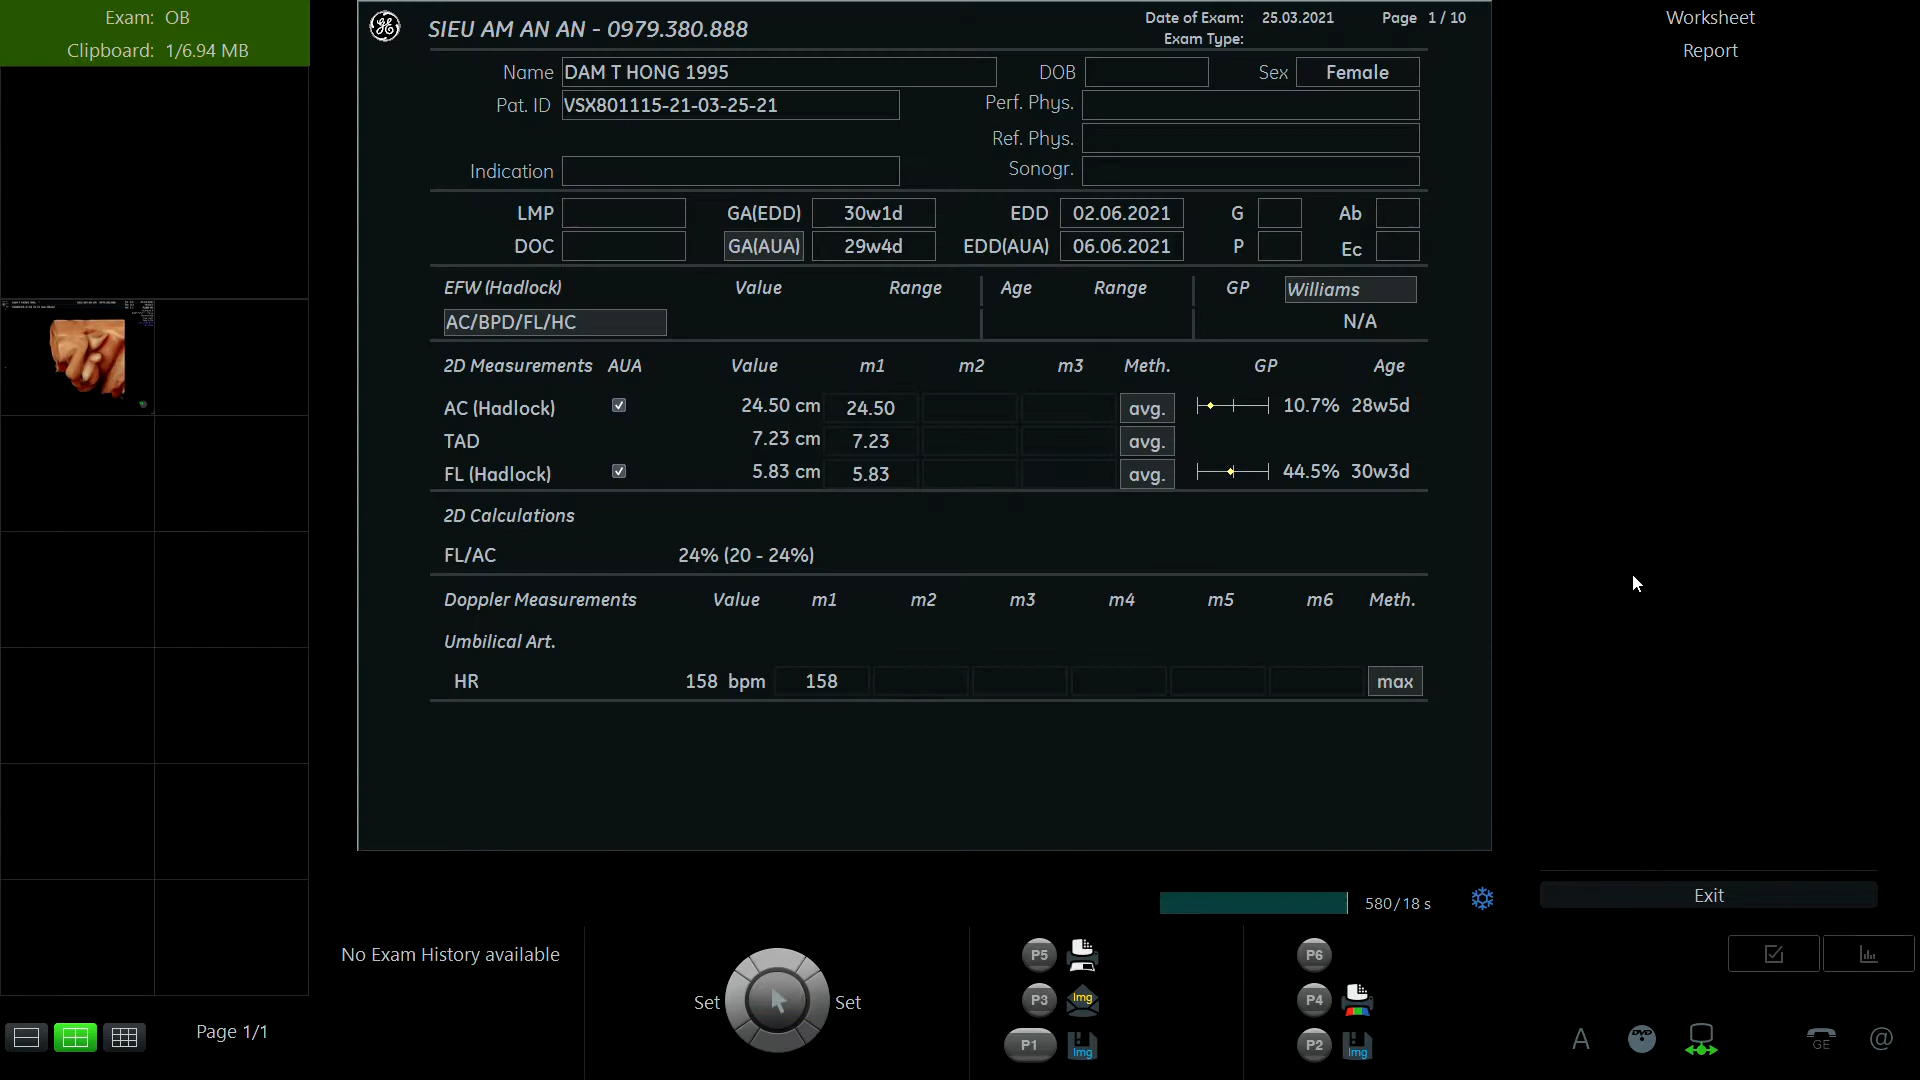 Exam: OB
Clipboard: 1/6.94 MB
SIEU AM AN AN - 0979.380.888
Date of Exam: 25.03.2021 Page 1 / 10
Exam Type:
Worksheet
Report
Name DAM T HONG 1995 DOB Sex Female
Pat. ID VSX801115-21-03-25-21 Perf. Phys.
Ref. Phys.
Indication Sonogr.
LMP GA(EDD) 30w1d EDD 02.06.2021 G Ab
DOC GA(AUA) 29w4d EDD(AUA) 06.06.2021 P Ec
EFW (Hadlock) Value Range Age Range GP Williams
AC/BPD/FL/HC N/A
2D Measurements AUA Value m1 m2 m3 Meth. GP Age
AC (Hadlock) 24.50 cm 24.50 avg. 10.7% 28w5d
TAD 7.23 cm 7.23 avg.
FL (Hadlock) 5.83 cm 5.83 avg. 44.5% 30w3d
2D Calculations
FL/AC 24% (20 - 24%)
Doppler Measurements Value m1 m2 m3 m4 m5 m6 Meth.
Umbilical Art.
HR 158 bpm 158 max
580/18 s
Exit
No Exam History available
Set Set
P5 P6
P3 Img P4
P1 Img P2 Img
Page 1/1
A DVD GE @